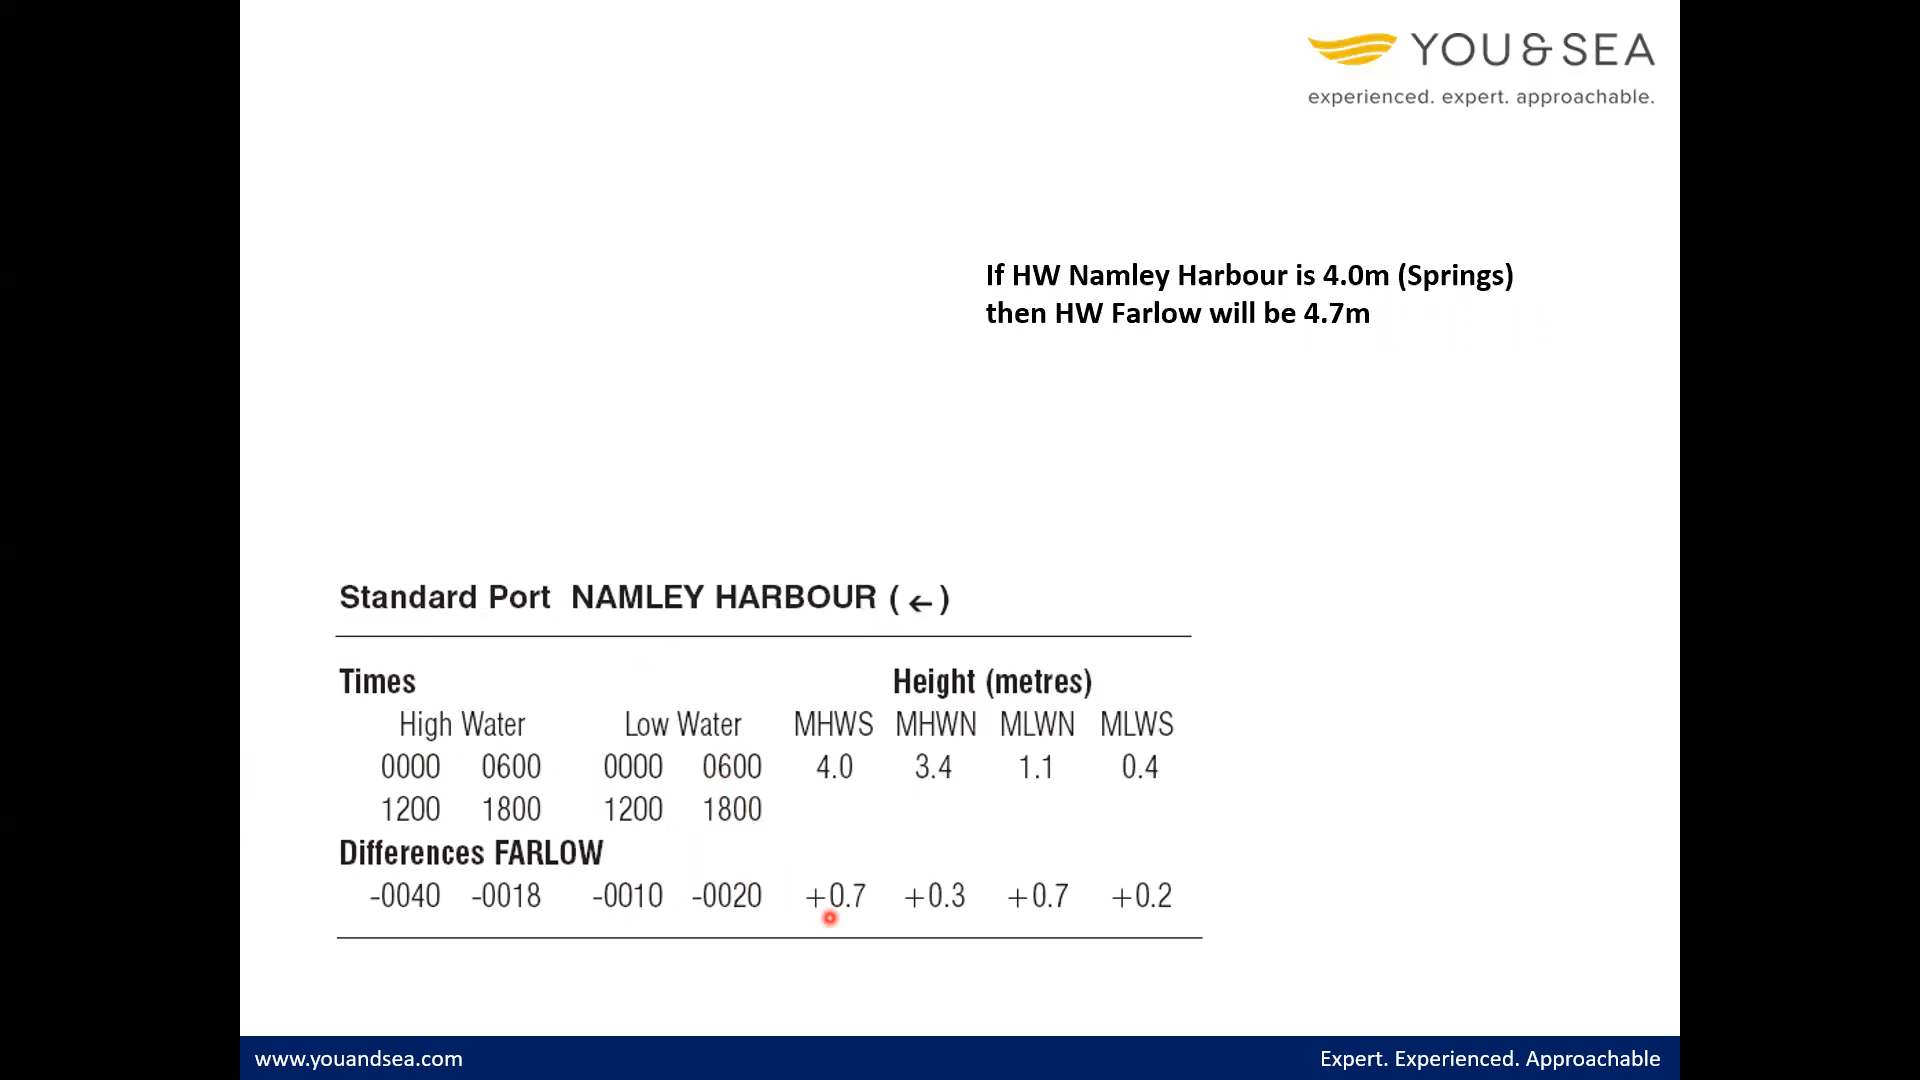 YOU & SEA
experienced. expert. approachable.
If HW Namley Harbour is 4.0m (Springs)
then HW Farlow will be 4.7m
Standard Port NAMLEY HARBOUR (←)
Times Height (metres)
High Water Low Water MHWS MHWN MLWN MLWS
0000 0600 0000 0600 4.0 3.4 1.1 0.4
1200 1800 1200 1800
Differences FARLOW
-0040 -0018 -0010 -0020 +0.7 +0.3 +0.7 +0.2
www.youandsea.com Expert. Experienced. Approachable